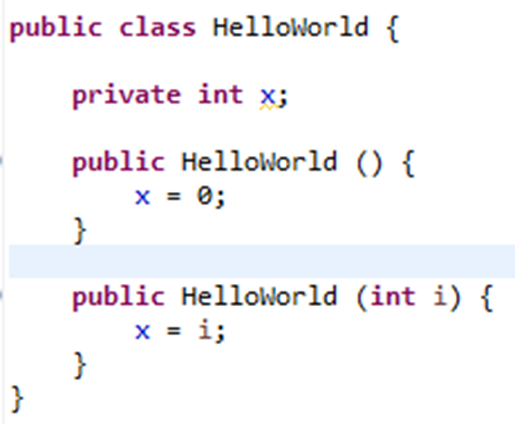 public class HelloWorld {
private int x;
public HelloWorld () {
x = 0;
}
public HelloWorld (int i) {
x = i;
}
}